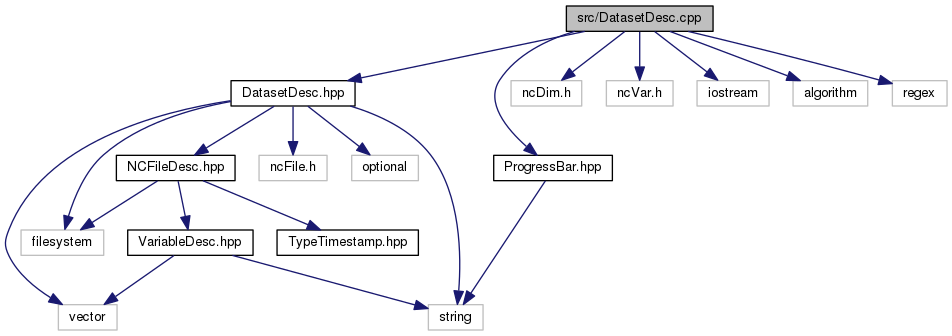 src/DatasetDesc.cpp
DatasetDesc.hpp
ncDim.h
ncVar.h
iostream
algorithm
regex
NCFileDesc.hpp
ncFile.h
optional
ProgressBar.hpp
filesystem
VariableDesc.hpp
TypeTimestamp.hpp
vector
string